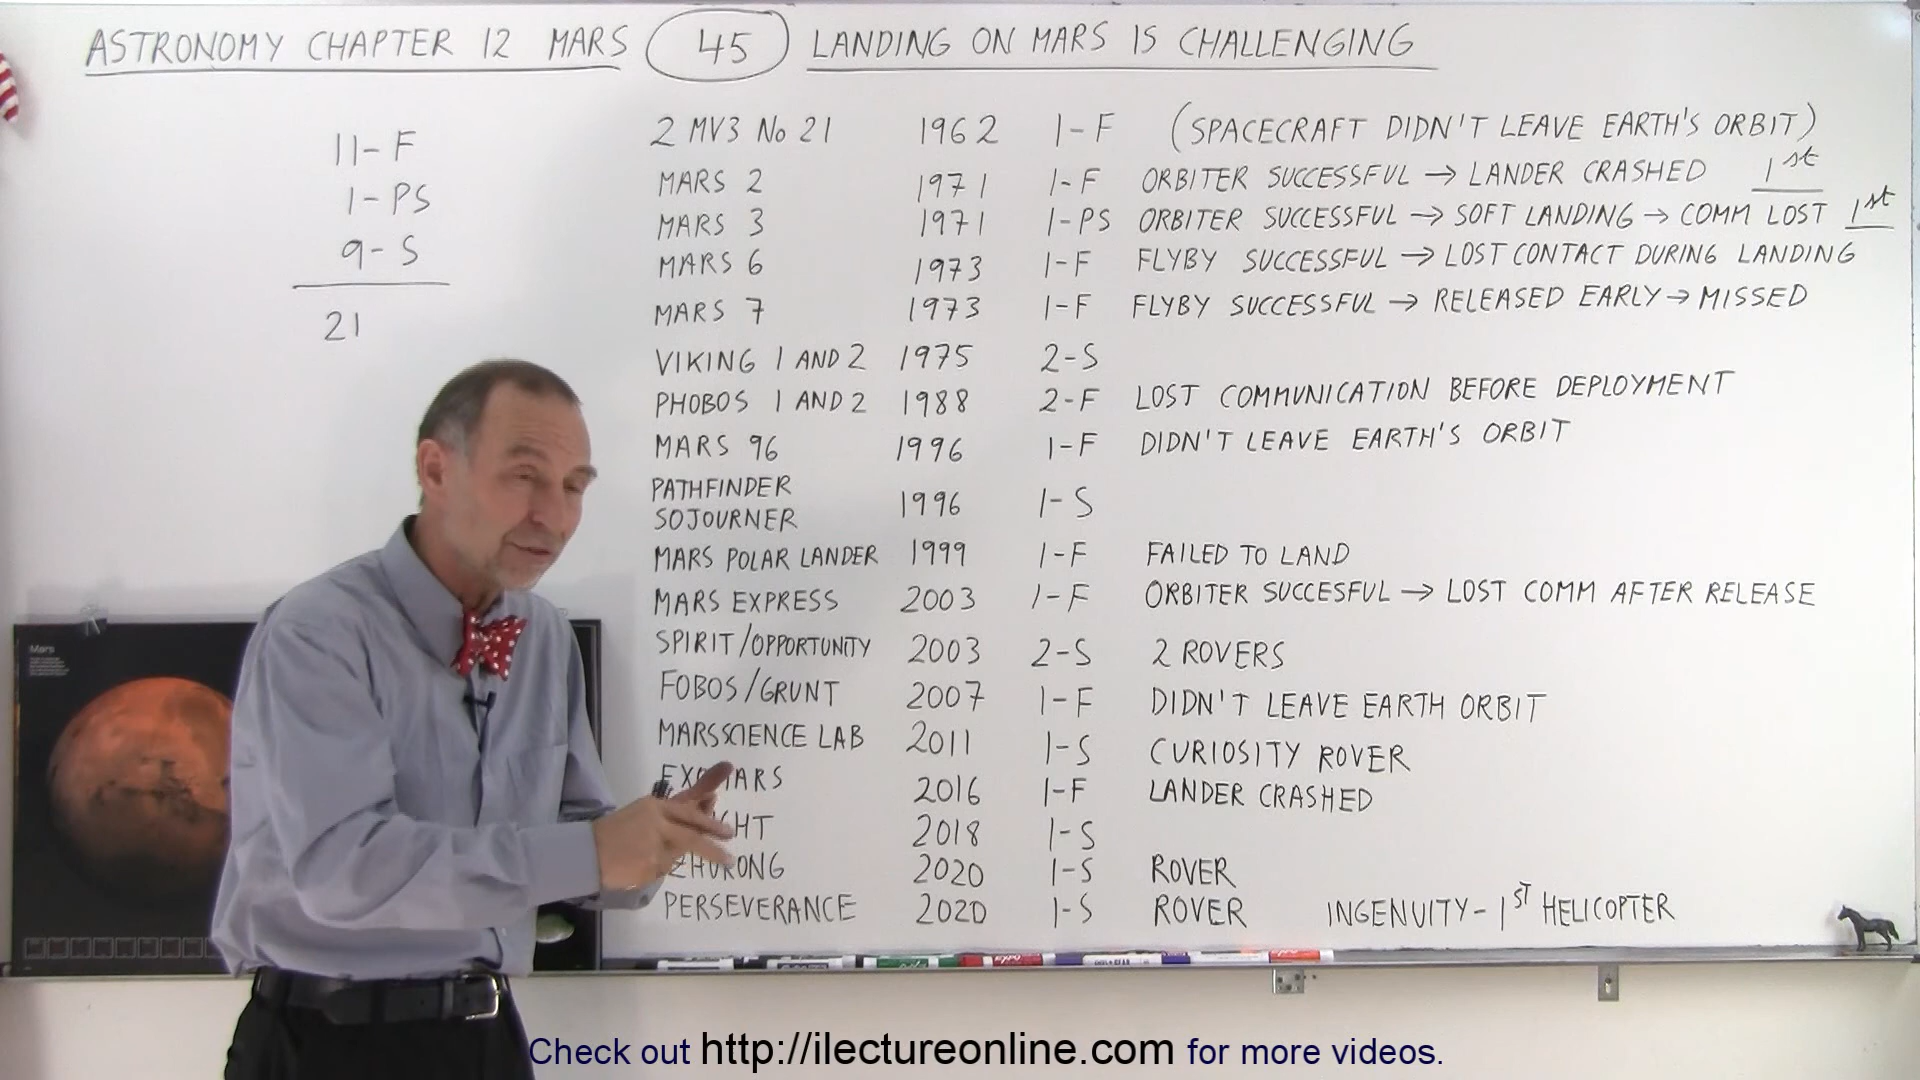 ASTRONOMY CHAPTER 12 MARS 45 LANDING ON MARS IS CHALLENGING
11-F
1-PS
9-S
21
2 MV3 No 21 1962 1-F (SPACECRAFT DIDN'T LEAVE EARTH'S ORBIT)
MARS 2 1971 1-F ORBITER SUCCESSFUL → LANDER CRASHED 1st
MARS 3 1971 1-PS ORBITER SUCCESSFUL → SOFT LANDING → COMM LOST 1st
MARS 6 1973 1-F FLYBY SUCCESSFUL → LOST CONTACT DURING LANDING
MARS 7 1973 1-F FLYBY SUCCESSFUL → RELEASED EARLY → MISSED
VIKING 1 AND 2 1975 2-S
PHOBOS 1 AND 2 1988 2-F LOST COMMUNICATION BEFORE DEPLOYMENT
MARS 96 1996 1-F DIDN'T LEAVE EARTH'S ORBIT
PATHFINDER
SOJOURNER 1996 1-S
MARS POLAR LANDER 1999 1-F FAILED TO LAND
MARS EXPRESS 2003 1-F ORBITER SUCCESFUL → LOST COMM AFTER RELEASE
SPIRIT/OPPORTUNITY 2003 2-S 2 ROVERS
FOBOS/GRUNT 2007 1-F DIDN'T LEAVE EARTH ORBIT
MARS SCIENCE LAB 2011 1-S CURIOSITY ROVER
2016 1-F LANDER CRASHED
2018 1-S
ZHURONG 2020 1-S ROVER
PERSEVERANCE 2020 1-S ROVER INGENUITY - 1ST HELICOPTER
Mars
Check out http://ilectureonline.com for more videos.